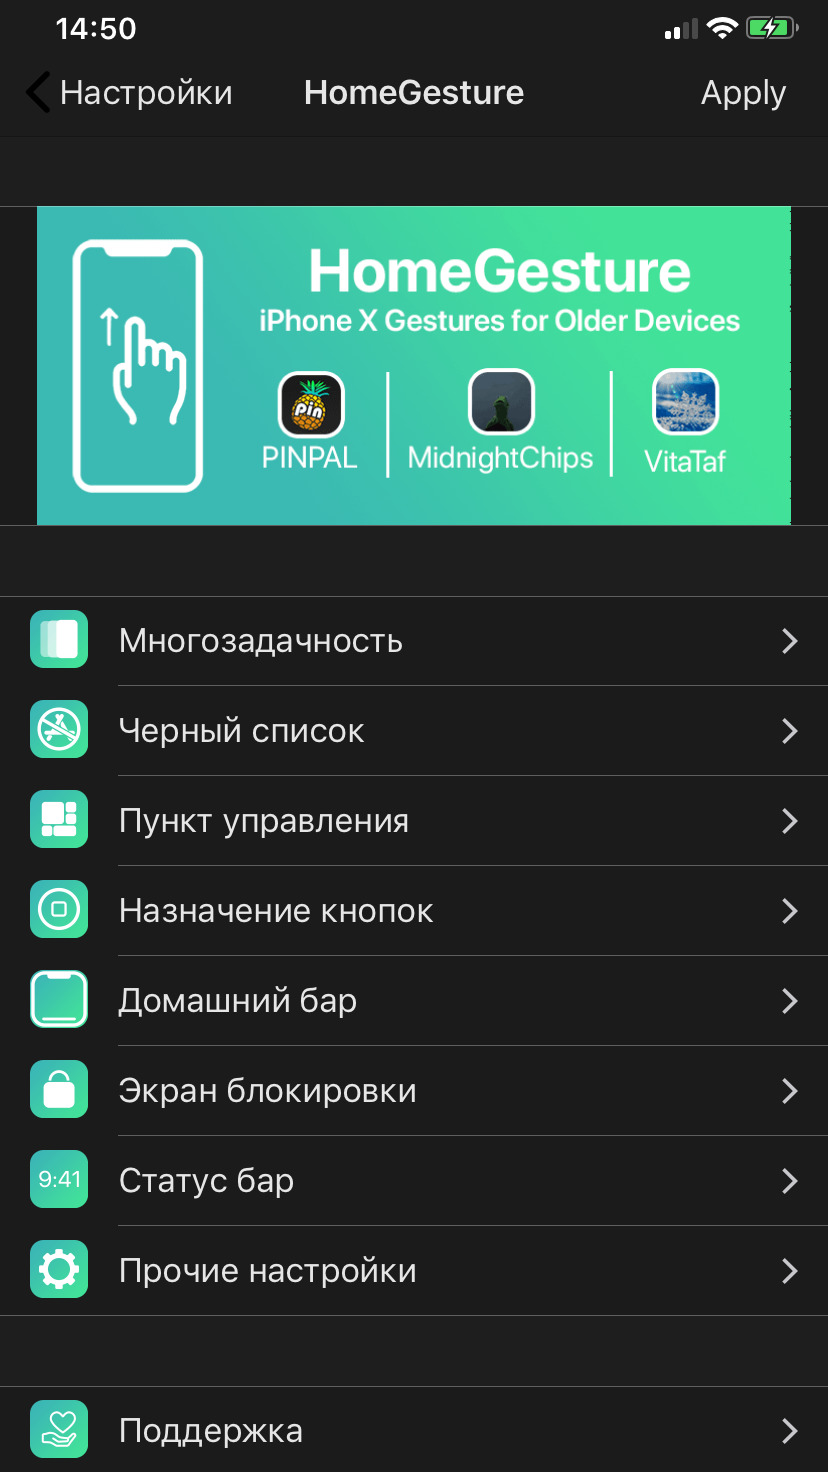 14:50
Настройки HomeGesture Apply
HomeGesture
iPhone X Gestures for Older Devices
Pin
PINPAL MidnightChips VitaTaf
Многозадачность
Черный список
Пункт управления
Назначение кнопок
Домашний бар
Экран блокировки
9:41 Статус бар
Прочие настройки
Поддержка